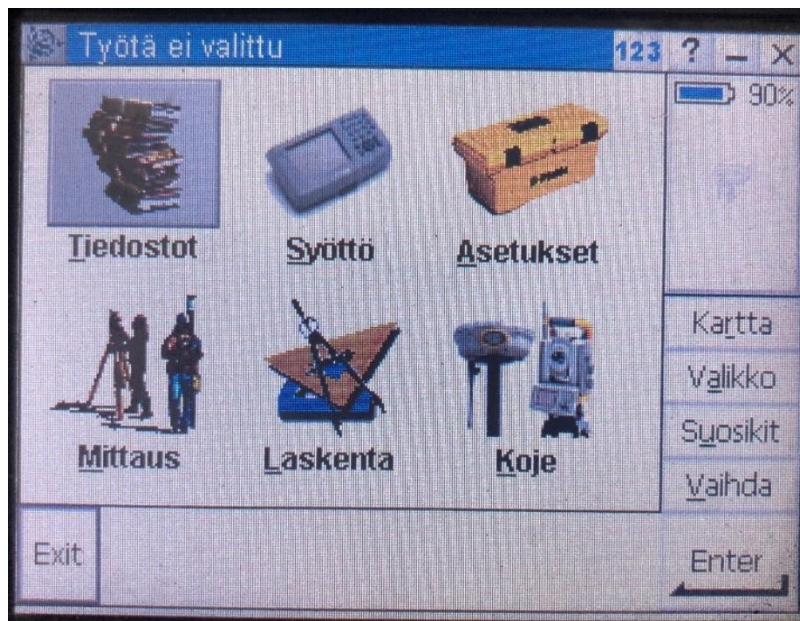 Työtä ei valittu
123 ? – X
90%
Tiedostot
Syöttö
Asetukset
Mittaus
Laskenta
Koje
Kartta
Valikko
Suosikit
Vaihda
Exit
Enter